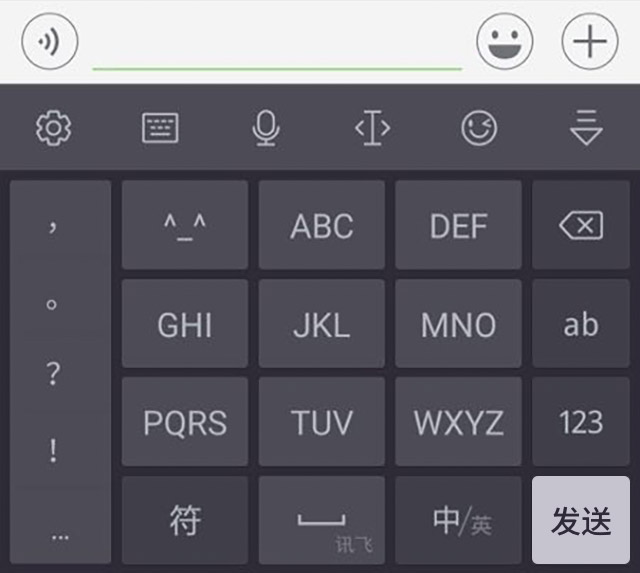 ，
^_^
ABC
DEF
。
GHI
JKL
MNO
ab
?
PQRS
TUV
WXYZ
123
!
符
讯飞
中/英
发送
...